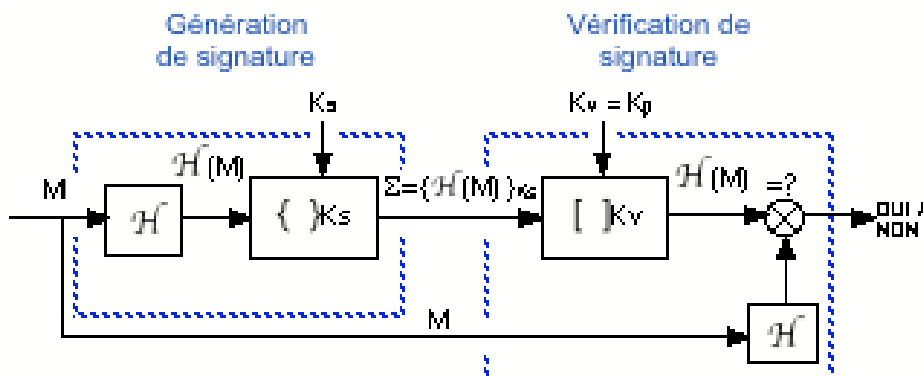 Génération
de signature
Vérification de
signature
Ks
Kv = Kp
M
H
H(M)
{ }Ks
Σ={H(M)}Ks
[ ]Kv
H(M)
=?
OUI /
NON
M
H